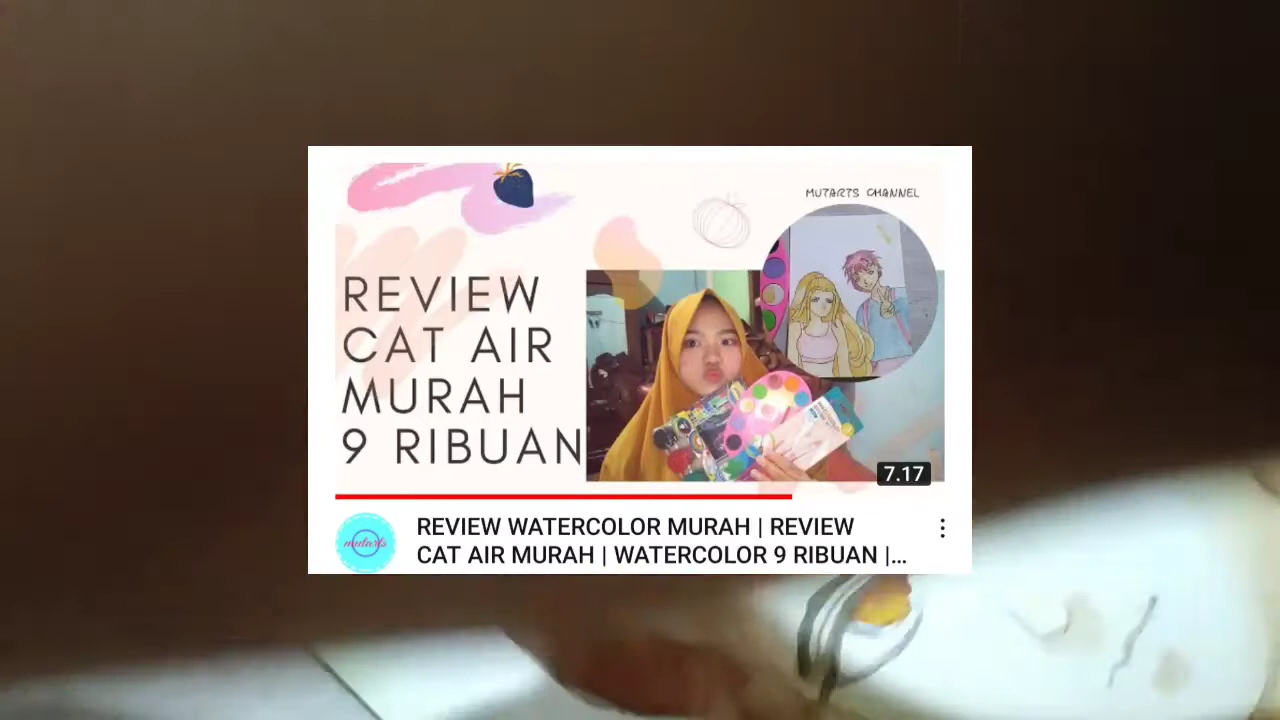 MUTARTS CHANNEL
REVIEW
CAT AIR
MURAH
9 RIBUAN
7.17
mutarts
REVIEW WATERCOLOR MURAH | REVIEW
CAT AIR MURAH | WATERCOLOR 9 RIBUAN |...